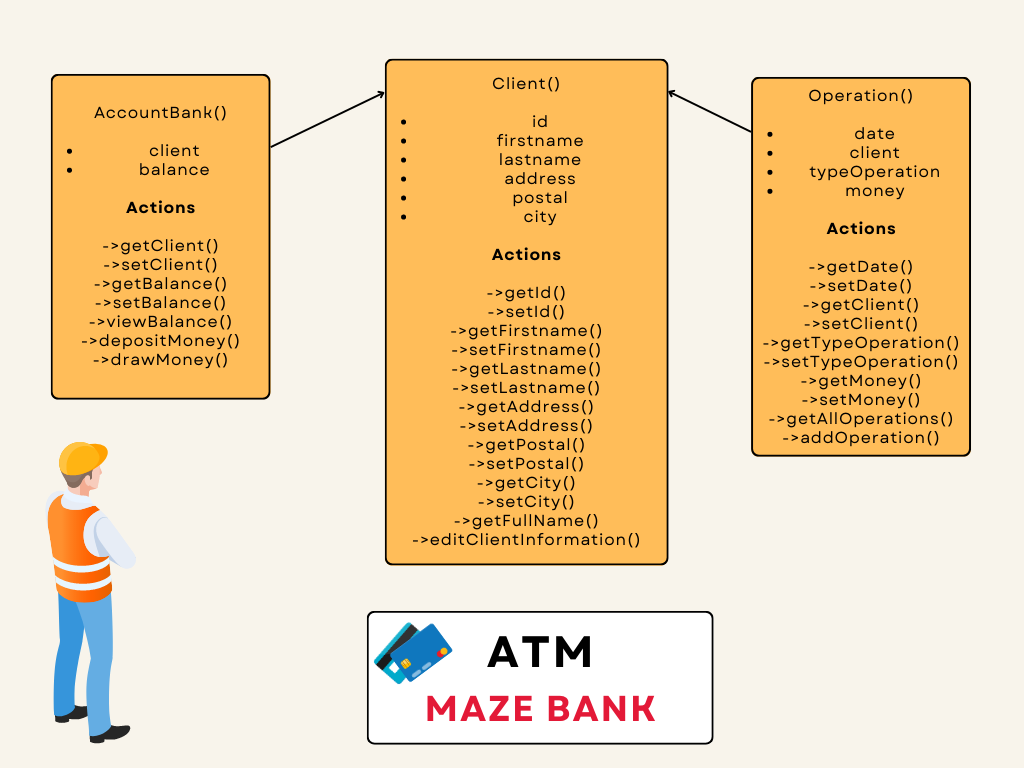 AccountBank()
• client
• balance
Actions
->getClient()
->setClient()
->getBalance()
->setBalance()
->viewBalance()
->depositMoney()
->drawMoney()
Client()
• id
• firstname
• lastname
• address
• postal
• city
Actions
->getId()
->setId()
->getFirstname()
->setFirstname()
->getLastname()
->setLastname()
->getAddress()
->setAddress()
->getPostal()
->setPostal()
->getCity()
->setCity()
->getFullName()
->editClientInformation()
Operation()
• date
• client
• typeOperation
• money
Actions
->getDate()
->setDate()
->getClient()
->setClient()
->getTypeOperation()
->setTypeOperation()
->getMoney()
->setMoney()
->getAllOperations()
->addOperation()
ATM
MAZE BANK